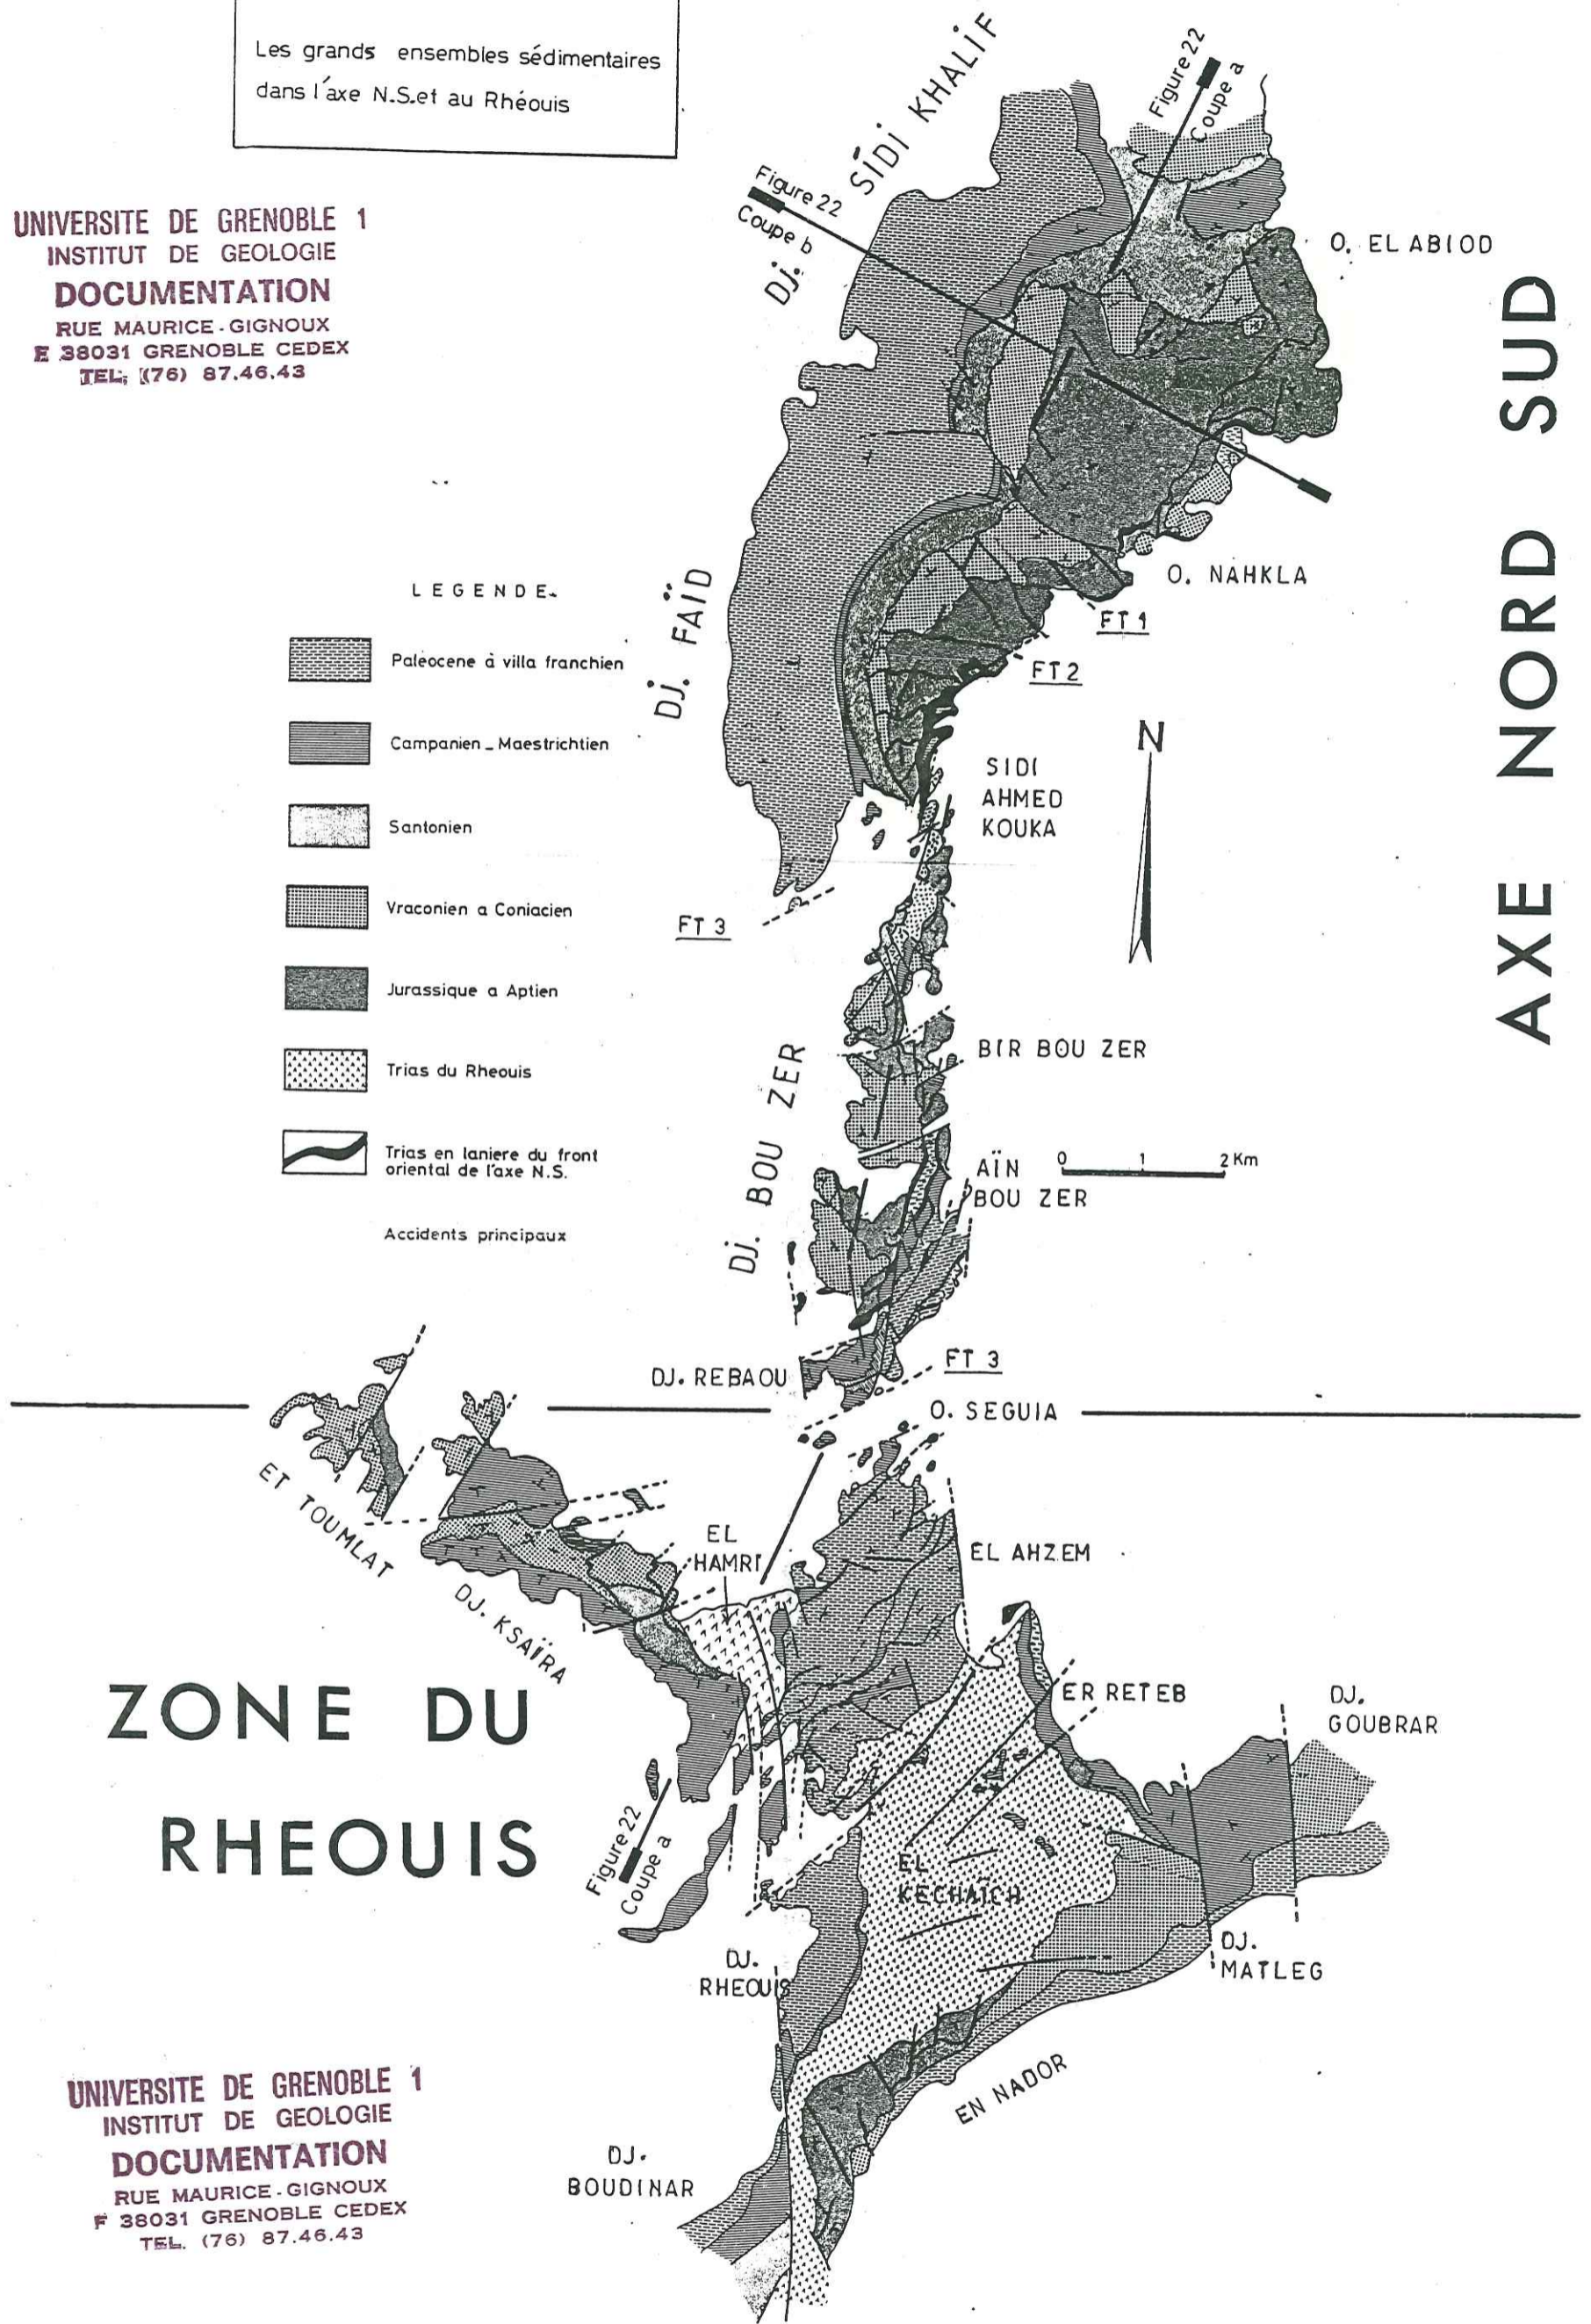 Les grands ensembles sédimentaires
dans l'axe N.S.et au Rhéouis
UNIVERSITE DE GRENOBLE 1
INSTITUT DE GEOLOGIE
DOCUMENTATION
RUE MAURICE-GIGNOUX
F 38031 GRENOBLE CEDEX
TEL. (76) 87.46.43
DJ. SIDI KHALIF
Figure 22
Coupe a
Figure 22
Coupe b
O. EL ABIOD
AXE NORD SUD
DJ. FAÏD
O. NAHKLA
FT 1
FT 2
LEGENDE
Paléocene à villa franchien
Campanien _ Maestrichtien
Santonien
Vraconien a Coniacien
Jurassique a Aptien
Trias du Rheouis
Trias en laniere du front
oriental de l'axe N.S.
Accidents principaux
N
SIDI
AHMED
KOUKA
FT 3
BIR BOU ZER
DJ. BOU ZER
AÏN
BOU ZER
0 1 2 Km
DJ. REBAOU
FT 3
O. SEGUIA
ET TOUMLAT
DJ. KSAÏRA
EL
HAMRI
EL AHZEM
ZONE DU
RHEOUIS
ER RETEB
DJ.
GOUBRAR
Figure 22
Coupe a
EL
KECHAÏCH
DJ.
RHEOUIS
DJ.
MATLEG
EN NADOR
DJ.
BOUDINAR
UNIVERSITE DE GRENOBLE 1
INSTITUT DE GEOLOGIE
DOCUMENTATION
RUE MAURICE-GIGNOUX
F 38031 GRENOBLE CEDEX
TEL. (76) 87.46.43